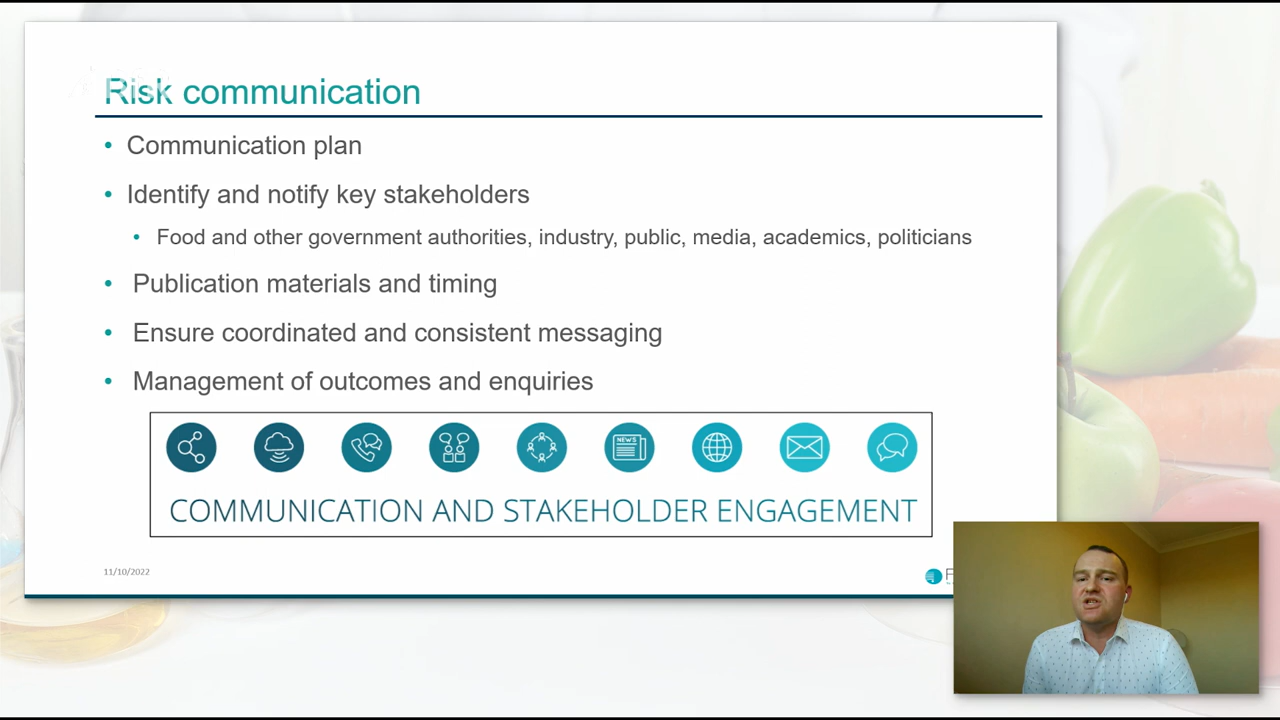 Risk communication
• Communication plan
• Identify and notify key stakeholders
• Food and other government authorities, industry, public, media, academics, politicians
• Publication materials and timing
• Ensure coordinated and consistent messaging
• Management of outcomes and enquiries
NEWS
COMMUNICATION AND STAKEHOLDER ENGAGEMENT
11/10/2022